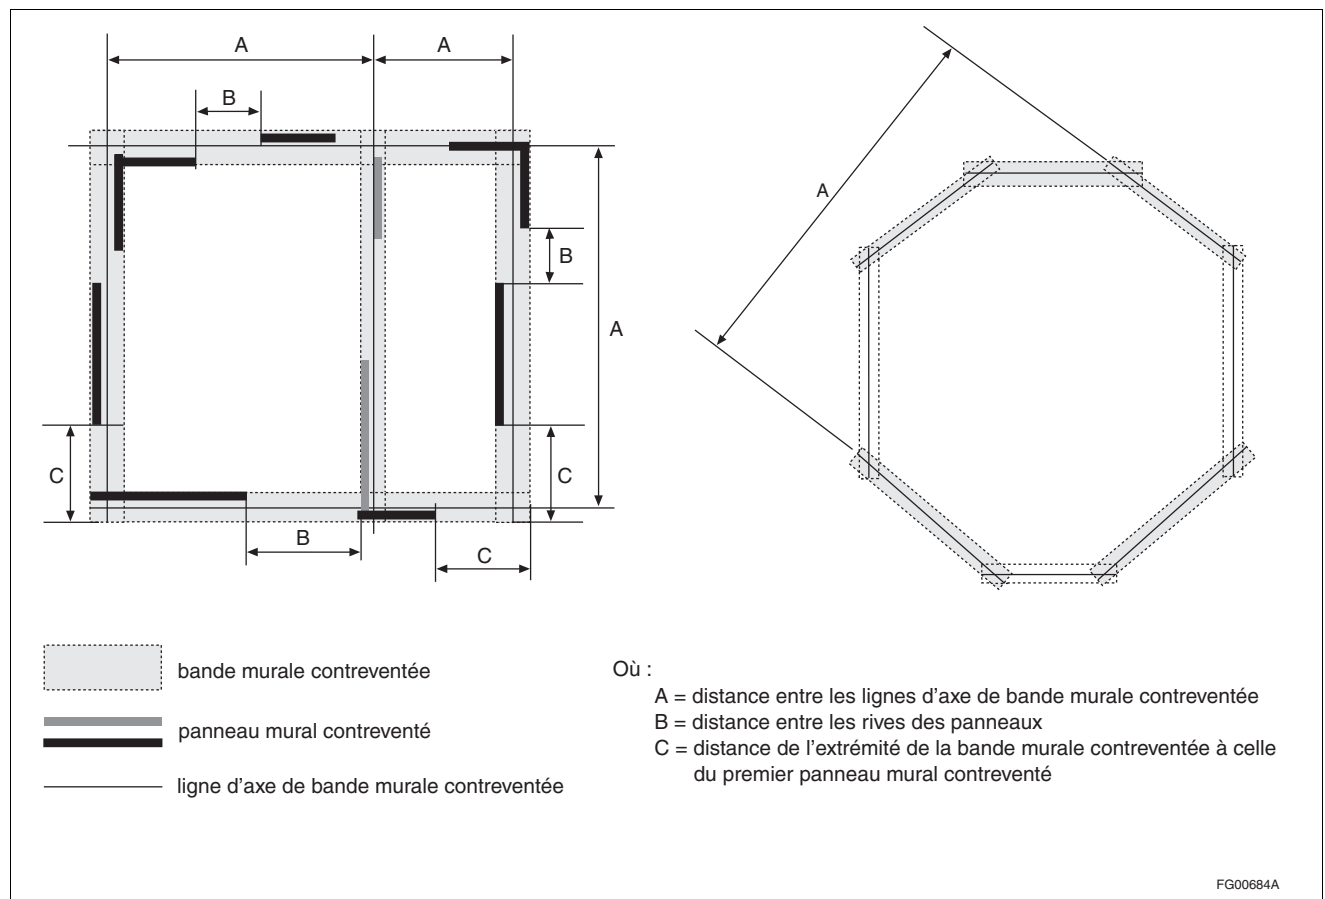 A
A
B
A
B
A
C
C
B
C
bande murale contreventée
panneau mural contreventé
ligne d'axe de bande murale contreventée
Où :
A = distance entre les lignes d'axe de bande murale contreventée
B = distance entre les rives des panneaux
C = distance de l'extrémité de la bande murale contreventée à celle
du premier panneau mural contreventé
FG00684A